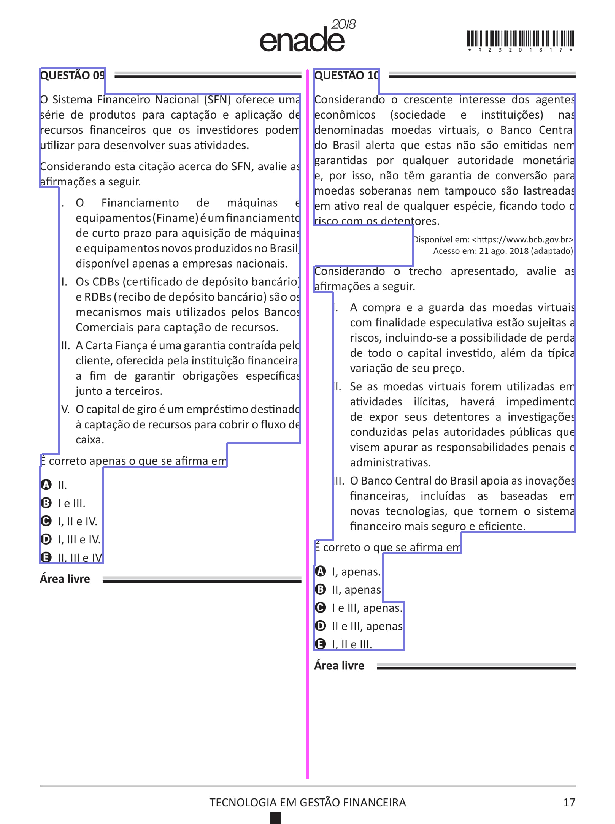 enade 2018
*R2320181 7*
QUESTÃO 09
O Sistema Financeiro Nacional (SFN) oferece uma
série de produtos para captação e aplicação de
recursos financeiros que os investidores podem
utilizar para desenvolver suas atividades.
Considerando esta citação acerca do SFN, avalie as
afirmações a seguir.
I. O Financiamento de máquinas e
equipamentos (Finame) é um financiamento
de curto prazo para aquisição de máquinas
e equipamentos novos produzidos no Brasil,
disponível apenas a empresas nacionais.
II. Os CDBs (certificado de depósito bancário)
e RDBs (recibo de depósito bancário) são os
mecanismos mais utilizados pelos Bancos
Comerciais para captação de recursos.
III. A Carta Fiança é uma garantia contraída pelo
cliente, oferecida pela instituição financeira,
a fim de garantir obrigações específicas
junto a terceiros.
IV. O capital de giro é um empréstimo destinado
à captação de recursos para cobrir o fluxo de
caixa.
É correto apenas o que se afirma em
A II.
B I e III.
C I, II e IV.
D I, III e IV.
E II, III e IV
Área livre
QUESTÃO 10
Considerando o crescente interesse dos agentes
econômicos (sociedade e instituições) nas
denominadas moedas virtuais, o Banco Central
do Brasil alerta que estas não são emitidas nem
garantidas por qualquer autoridade monetária
e, por isso, não têm garantia de conversão para
moedas soberanas nem tampouco são lastreadas
em ativo real de qualquer espécie, ficando todo o
risco com os detentores.
Disponível em: <https://www.bcb.gov.br>
Acesso em: 21 ago. 2018 (adaptado)
Considerando o trecho apresentado, avalie as
afirmações a seguir.
I. A compra e a guarda das moedas virtuais
com finalidade especulativa estão sujeitas a
riscos, incluindo-se a possibilidade de perda
de todo o capital investido, além da típica
variação de seu preço.
II. Se as moedas virtuais forem utilizadas em
atividades ilícitas, haverá impedimento
de expor seus detentores a investigações
conduzidas pelas autoridades públicas que
visem apurar as responsabilidades penais e
administrativas.
III. O Banco Central do Brasil apoia as inovações
financeiras, incluídas as baseadas em
novas tecnologias, que tornem o sistema
financeiro mais seguro e eficiente.
É correto o que se afirma em
A I, apenas.
B II, apenas
C I e III, apenas.
D II e III, apenas
E I, II e III.
Área livre
TECNOLOGIA EM GESTÃO FINANCEIRA
17